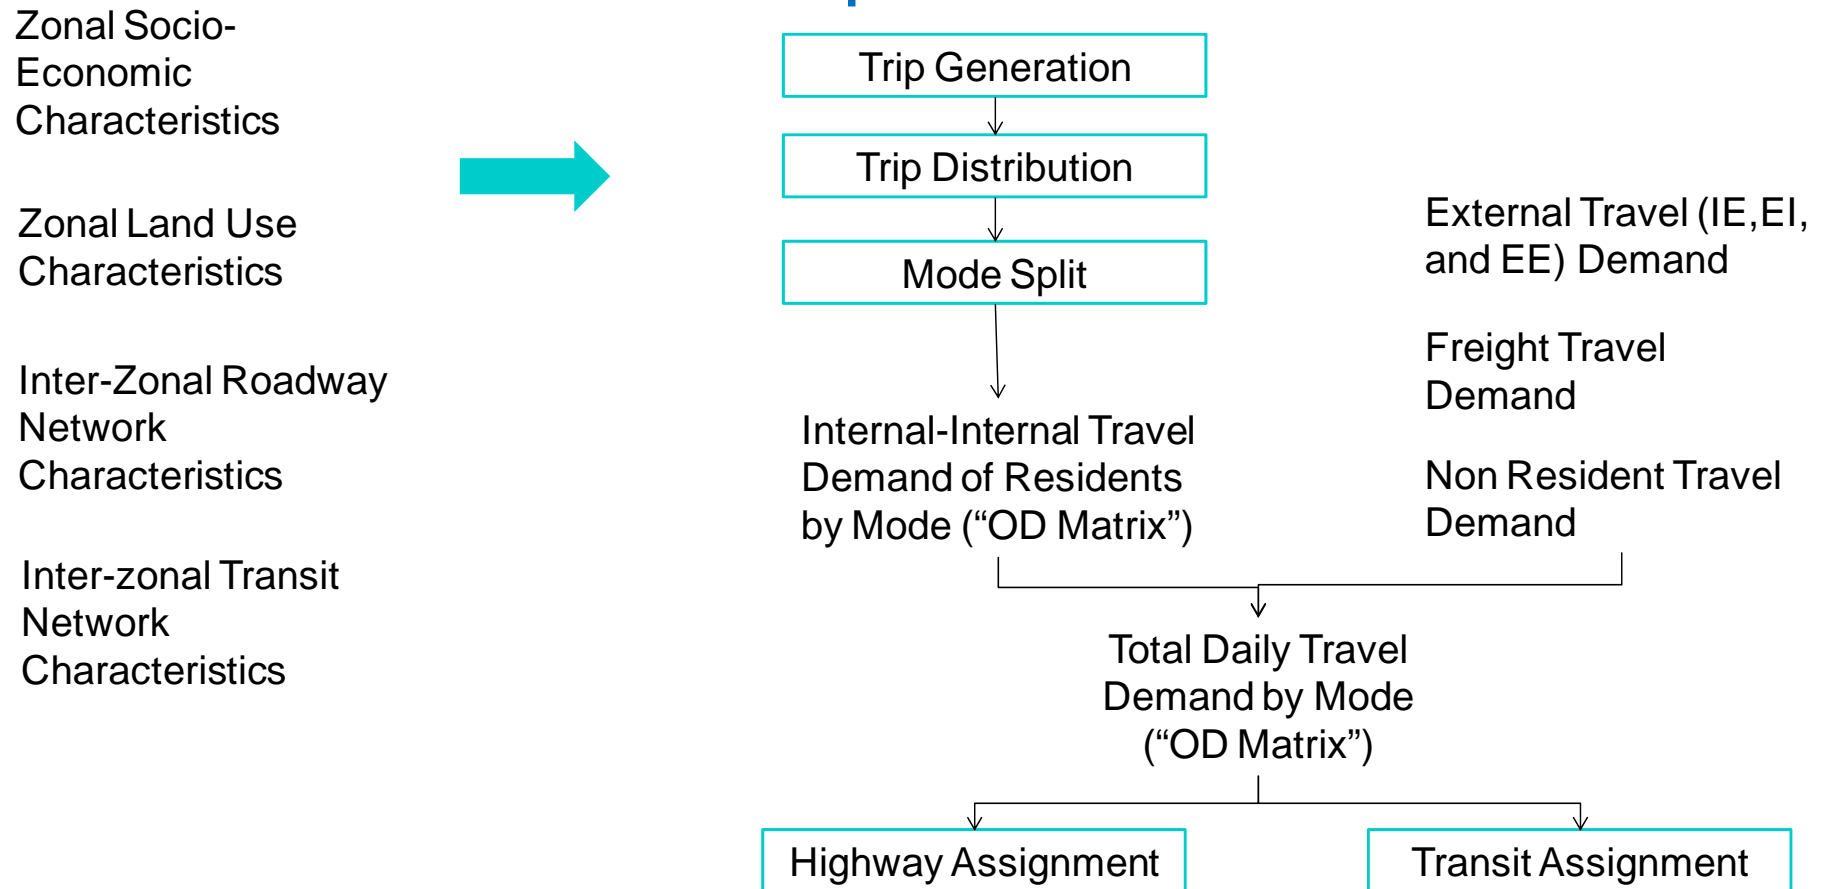 Zonal Socio-
Economic
Characteristics
Zonal Land Use
Characteristics
Inter-Zonal Roadway
Network
Characteristics
Inter-zonal Transit
Network
Characteristics
Trip Generation
Trip Distribution
Mode Split
Internal-Internal Travel
Demand of Residents
by Mode (“OD Matrix”)
External Travel (IE,EI,
and EE) Demand
Freight Travel
Demand
Non Resident Travel
Demand
Total Daily Travel
Demand by Mode
(“OD Matrix”)
Highway Assignment
Transit Assignment